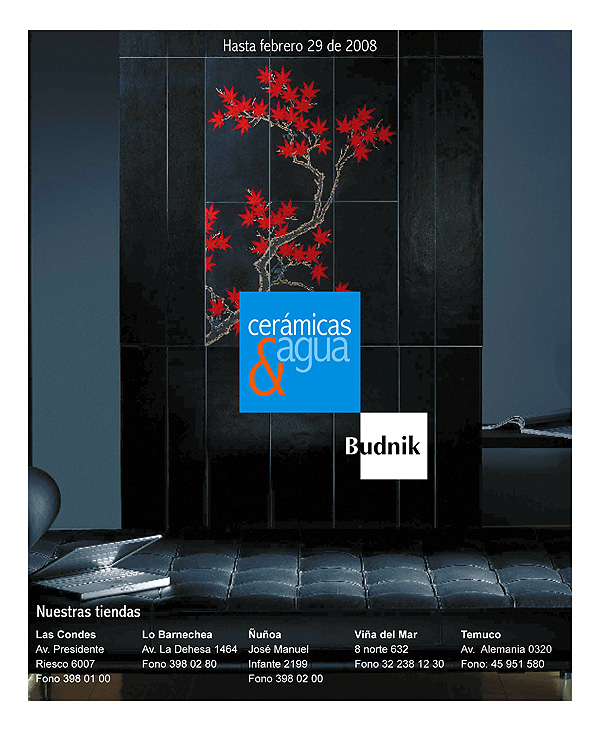 Hasta febrero 29 de 2008
cerámicas
& agua
Budnik
Nuestras tiendas
Las Condes
Av. Presidente
Riesco 6007
Fono 398 01 00
Lo Barnechea
Av. La Dehesa 1464
Fono 398 02 80
Ñuñoa
José Manuel
Infante 2199
Fono 398 02 00
Viña del Mar
8 norte 632
Fono 32 238 12 30
Temuco
Av. Alemania 0320
Fono: 45 951 580